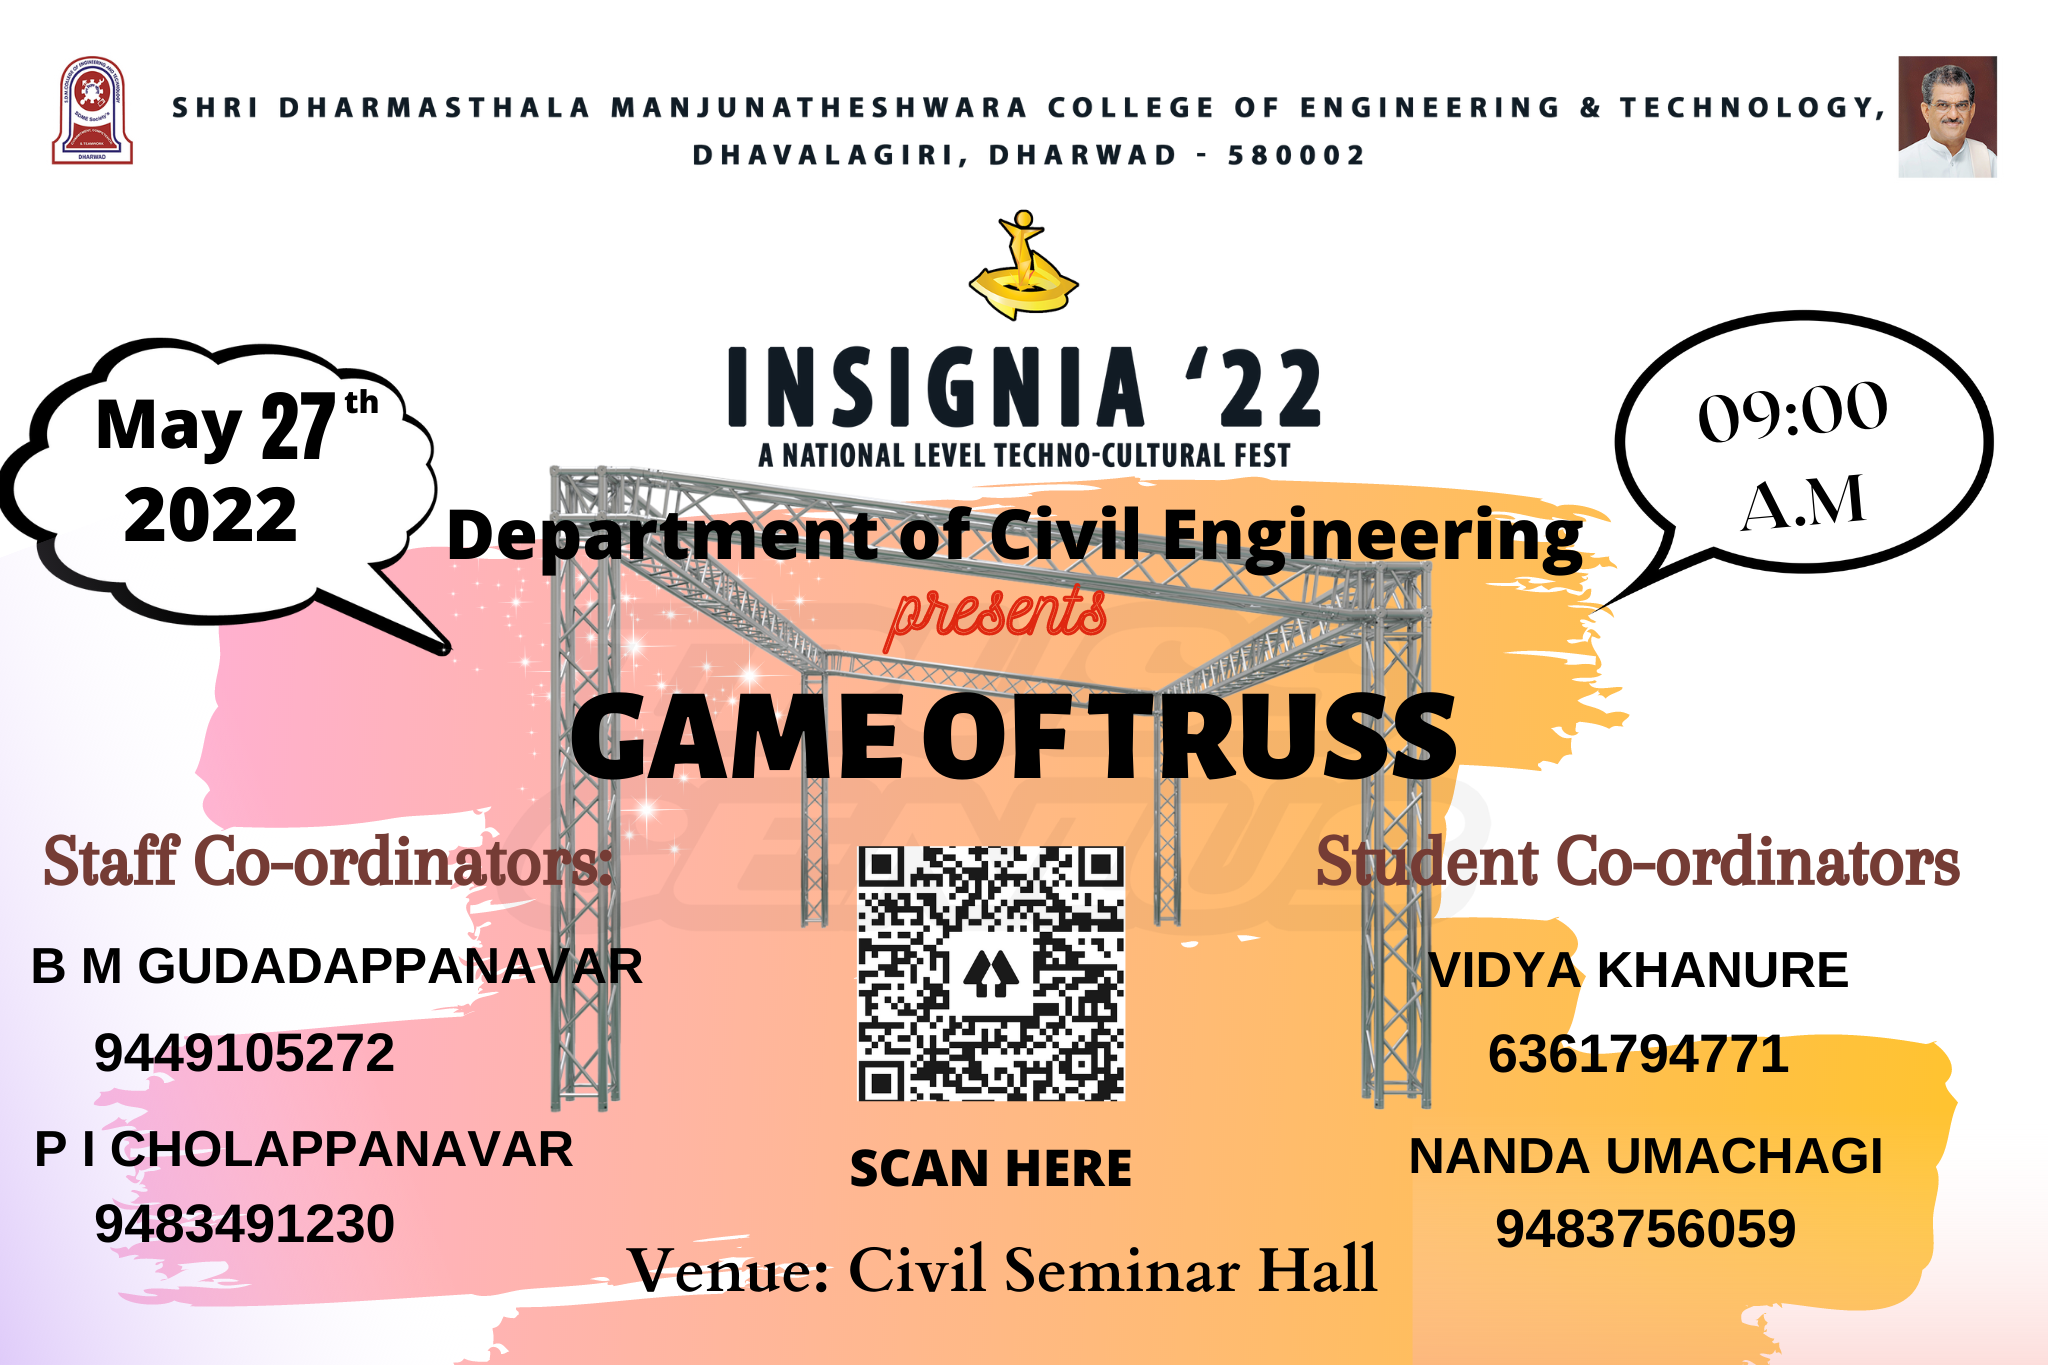 SHRI DHARMASTHALA MANJUNATHESHWARA COLLEGE OF ENGINEERING & TECHNOLOGY,
DHAVALAGIRI, DHARWAD - 580002
DHARWAD
INSIGNIA ‘22
A NATIONAL LEVEL TECHNO-CULTURAL FEST
May 27th
2022
09:00
A.M
Department of Civil Engineering
presents
GAME OF TRUSS
Staff Co-ordinators:
B M GUDADAPPANAVAR
9449105272
P I CHOLAPPANAVAR
9483491230
SCAN HERE
Student Co-ordinators
VIDYA KHANURE
6361794771
NANDA UMACHAGI
9483756059
Venue: Civil Seminar Hall